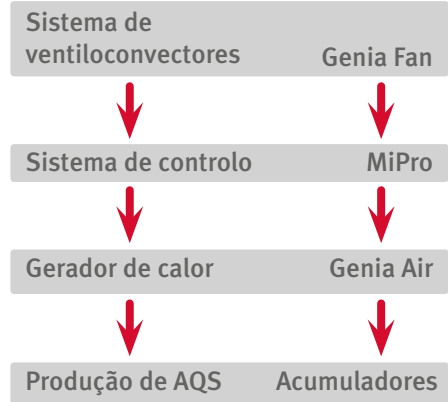 Sistema de
ventiloconvectores Genia Fan
Sistema de controlo MiPro
Gerador de calor Genia Air
Produção de AQS Acumuladores